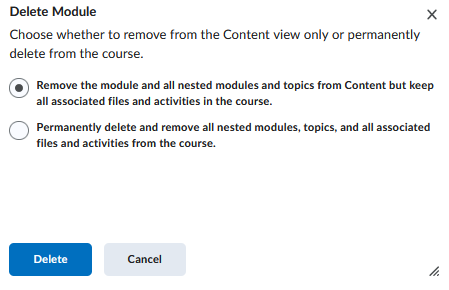 Delete Module
Choose whether to remove from the Content view only or permanently
delete from the course.
Remove the module and all nested modules and topics from Content but keep
all associated files and activities in the course.
Permanently delete and remove all nested modules, topics, and all associated
files and activities from the course.
Delete
Cancel